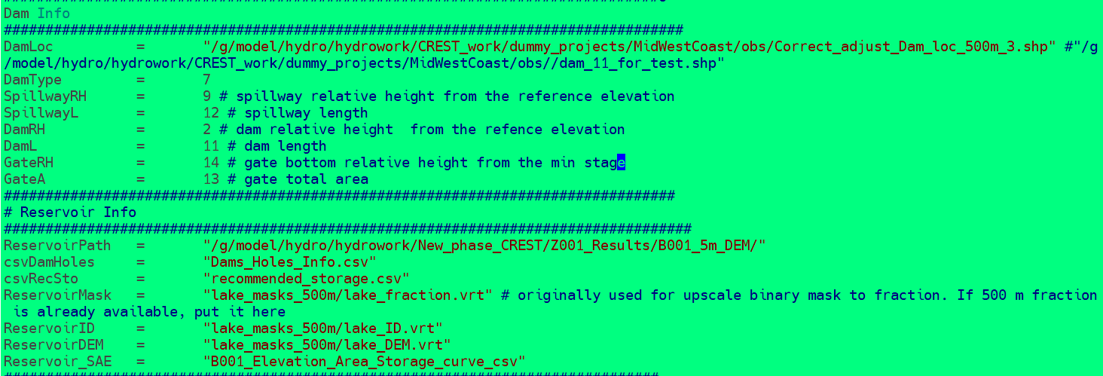 Dam Info
################################################################################
DamLoc = "/g/model/hydro/hydrowork/CREST_work/dummy_projects/MidWestCoast/obs/Correct_adjust_Dam_loc_500m_3.shp" #"/g
/model/hydro/hydrowork/CREST_work/dummy_projects/MidWestCoast/obs//dam_11_for_test.shp"
DamType = 7
SpillwayRH = 9 # spillway relative height from the reference elevation
SpillwayL = 12 # spillway length
DamRH = 2 # dam relative height  from the refence elevation
DamL = 11 # dam length
GateRH = 14 # gate bottom relative height from the min stage
GateA = 13 # gate total area
################################################################################
# Reservoir Info
################################################################################
ReservoirPath = "/g/model/hydro/hydrowork/New_phase_CREST/Z001_Results/B001_5m_DEM/"
csvDamHoles = "Dams_Holes_Info.csv"
csvRecSto = "recommended_storage.csv"
ReservoirMask = "lake_masks_500m/lake_fraction.vrt" # originally used for upscale binary mask to fraction. If 500 m fraction
is already available, put it here
ReservoirID = "lake_masks_500m/lake_ID.vrt"
ReservoirDEM = "lake_masks_500m/lake_DEM.vrt"
Reservoir_SAE = "B001_Elevation_Area_Storage_curve_csv"